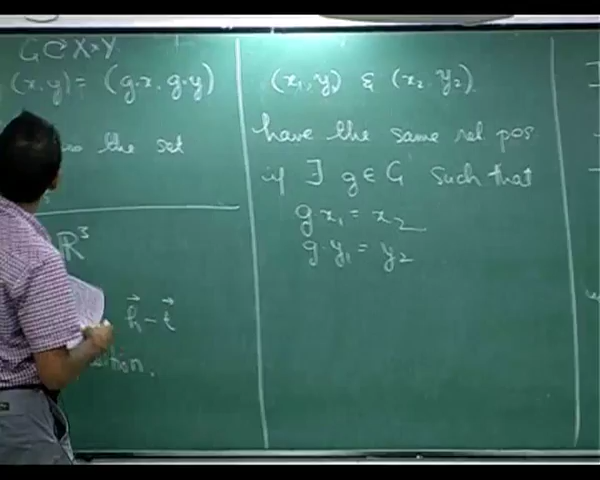 G ⟳ X × Y
(x, y) = (g·x, g·y)
the set
ℝ³
h⃗ - t⃗
(x₁, y₁) & (x₂, y₂)
have the same rel pos
if ∃ g ∈ G such that
g·x₁ = x₂
g·y₁ = y₂